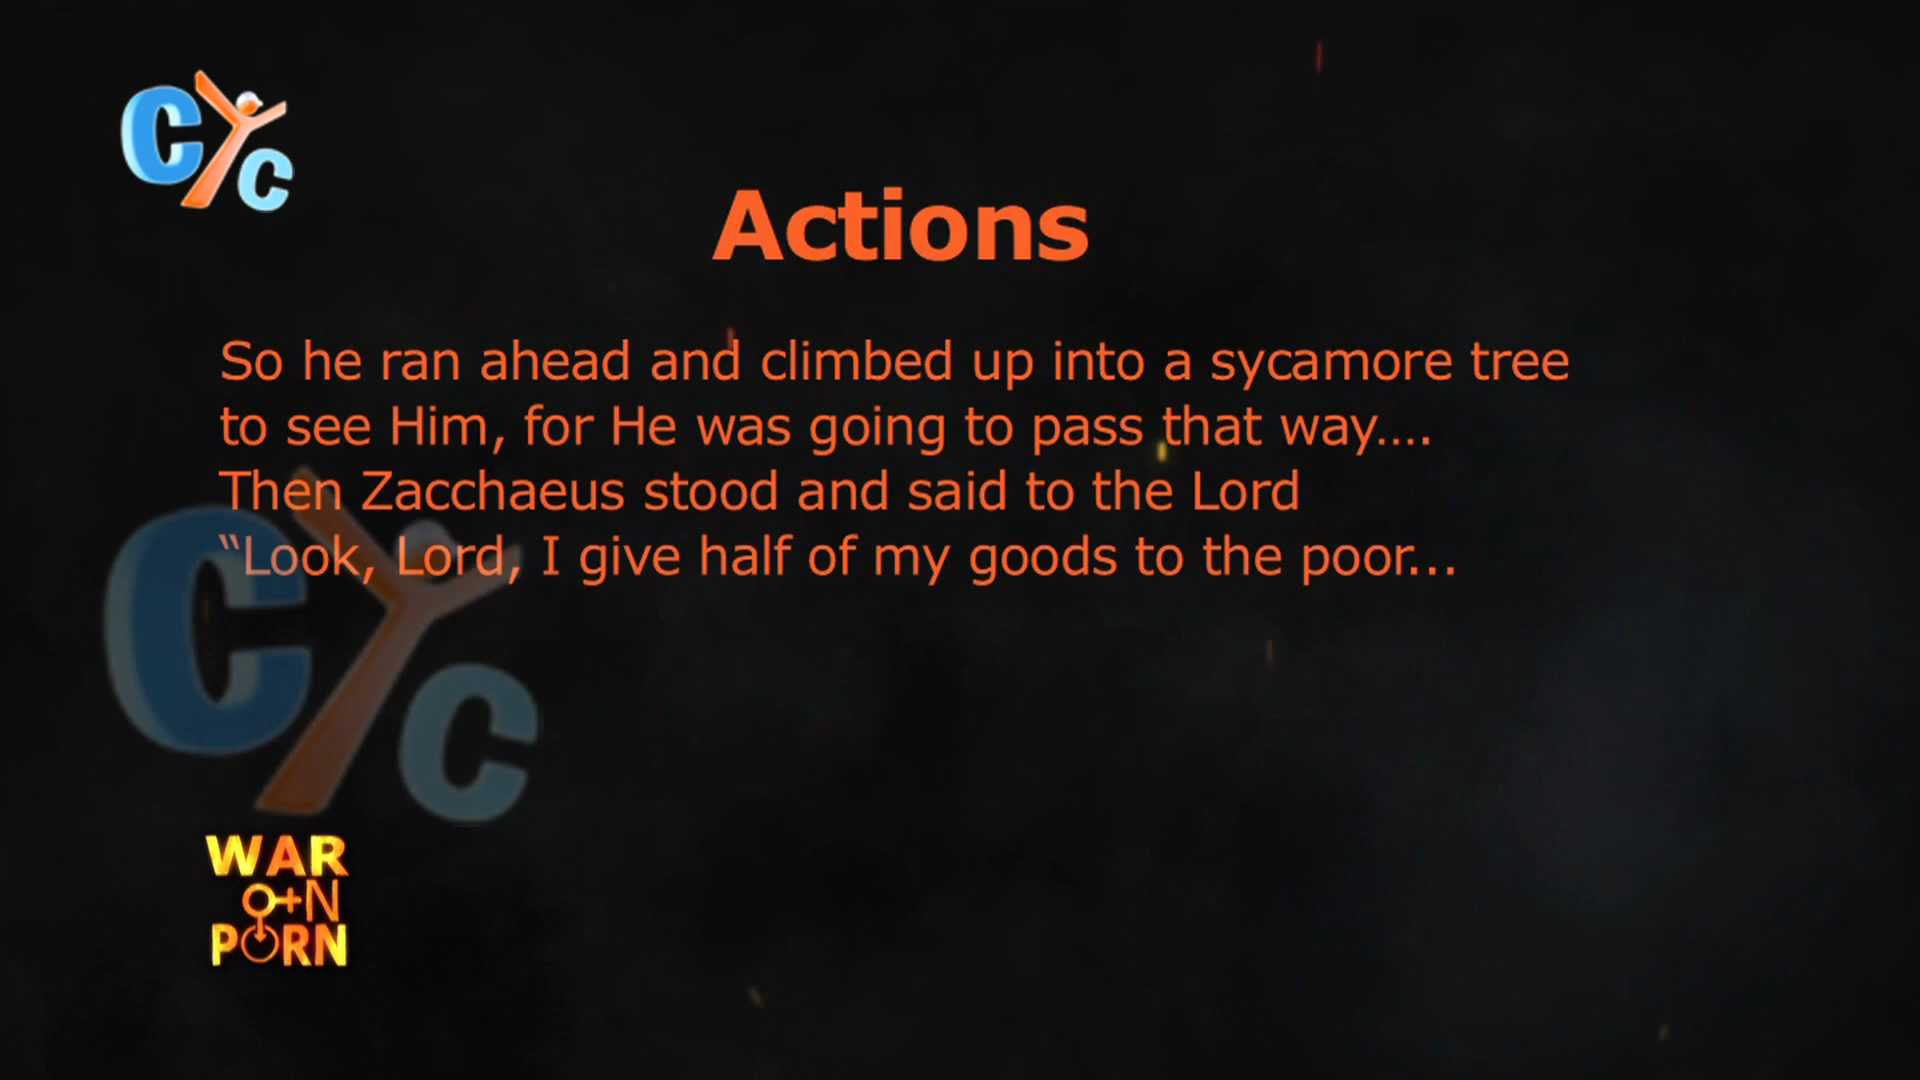 CYC
Actions
So he ran ahead and climbed up into a sycamore tree
to see Him, for He was going to pass that way....
Then Zacchaeus stood and said to the Lord
“Look, Lord, I give half of my goods to the poor...
CYC
WAR
ON
PORN